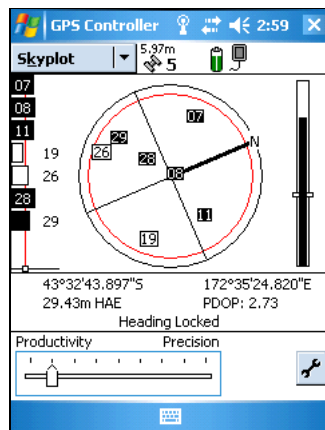 GPS Controller 2:59
Skyplot 5.97m 5
07
08
11
19
26
28
29
07
29
26
28
N
08
11
19
43°32'43.897"S 172°35'24.820"E
29.43m HAE PDOP: 2.73
Heading Locked
Productivity Precision